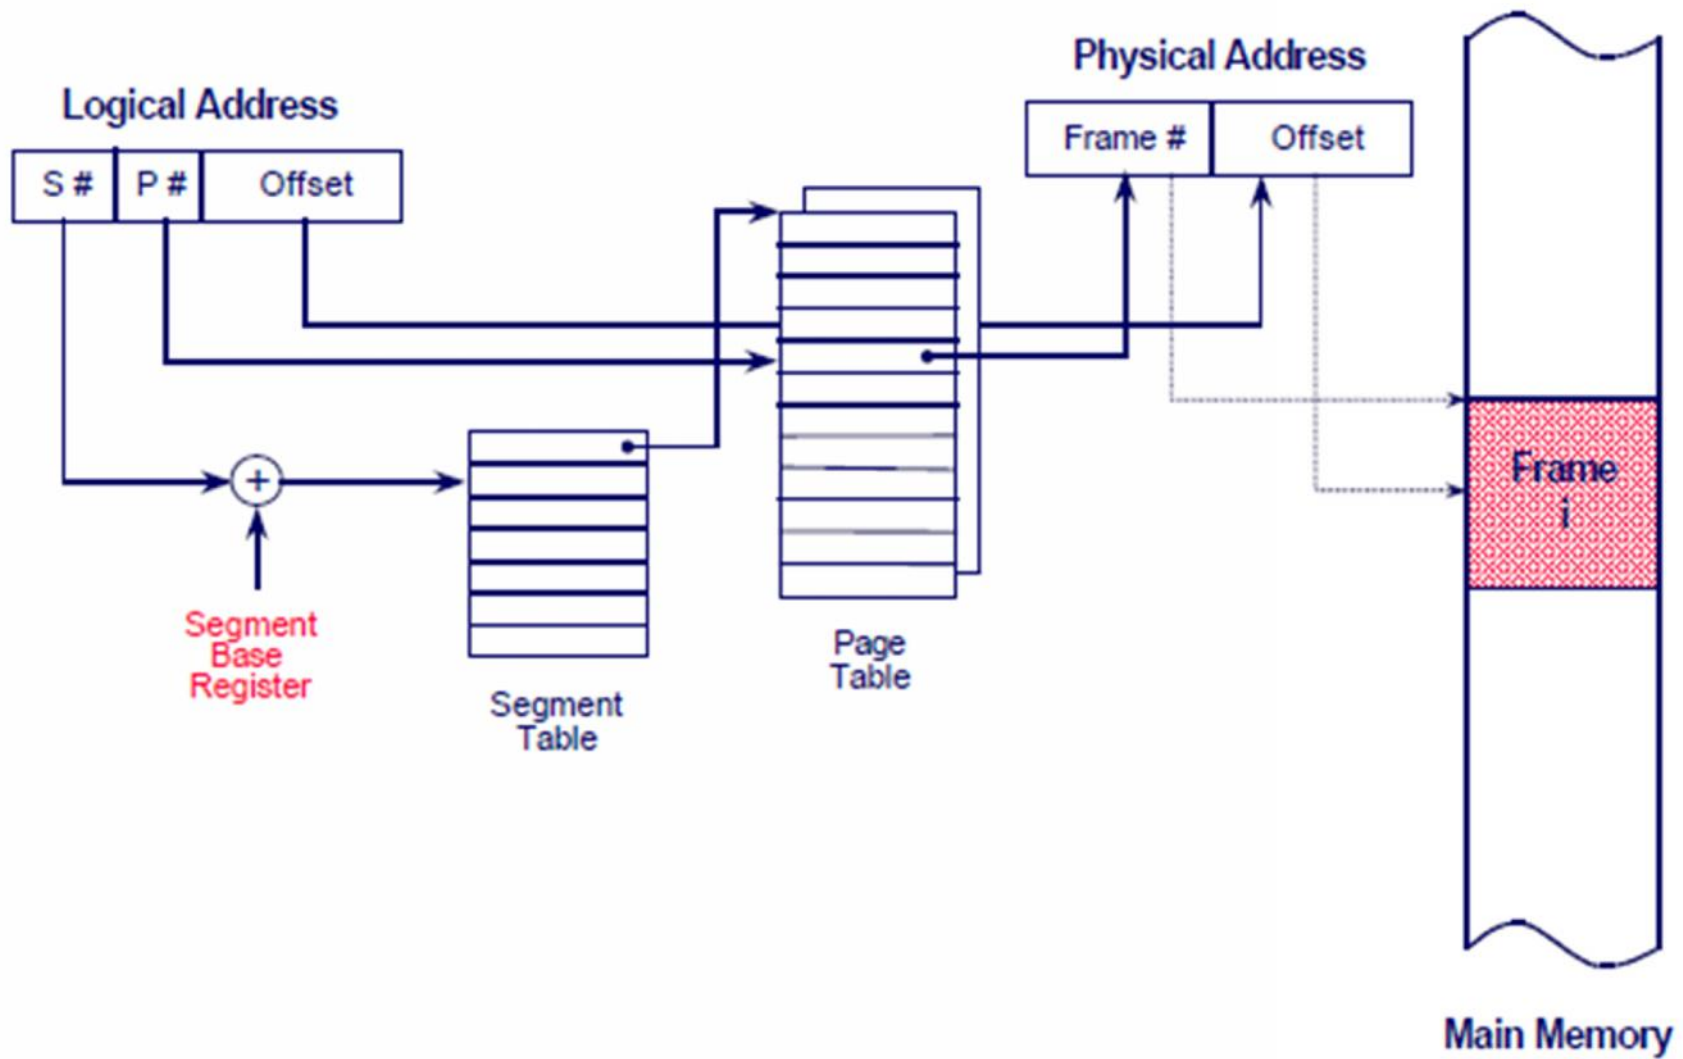 Physical Address
Frame #
Offset
Logical Address
S #
P #
Offset
+
Segment
Base
Register
Segment
Table
Page
Table
Frame
i
Main Memory